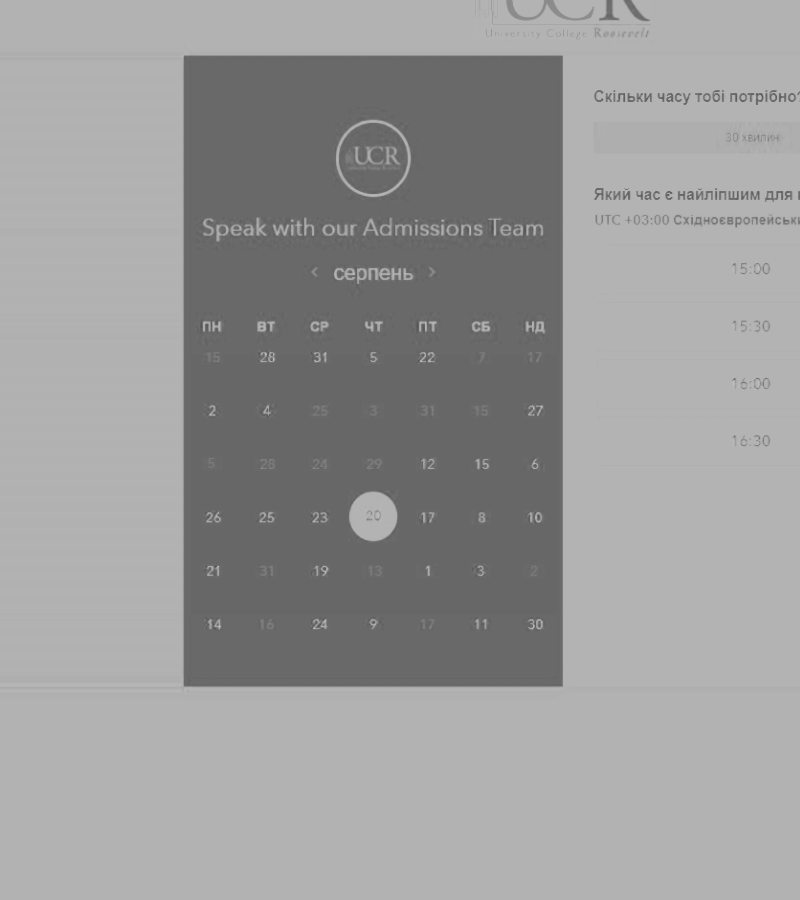 UCR
University College Roosevelt
UCR
Speak with our Admissions Team
‹ серпень ›
ПН ВТ СР ЧТ ПТ СБ НД
15 28 31 5 22 7 17
2 4 25 3 31 15 27
5 28 24 29 12 15 6
26 25 23 20 17 8 10
21 31 19 13 1 3 2
14 16 24 9 17 11 30
Скільки часу тобі потрібно?
30 хвилин
Який час є найліпшим для
UTC +03:00
15:00
15:30
16:00
16:30